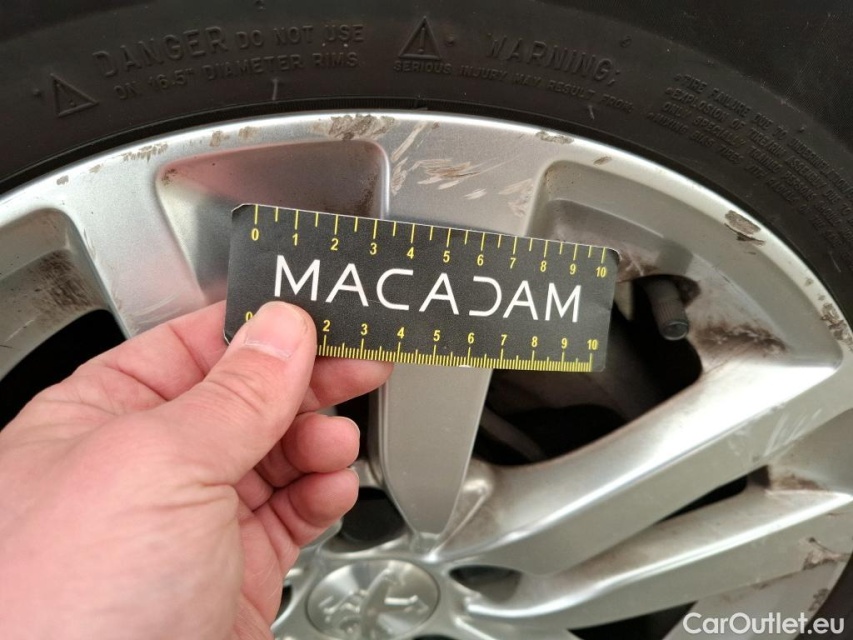 DANGER DO NOT USE
ON 16.5" DIAMETER RIMS
WARNING;
SERIOUS INJURY MAY RESULT FROM:
0 1 2 3 4 5 6 7 8 9 10
MACADAM
0 2 3 4 5 6 7 8 9 10
CarOutlet.eu